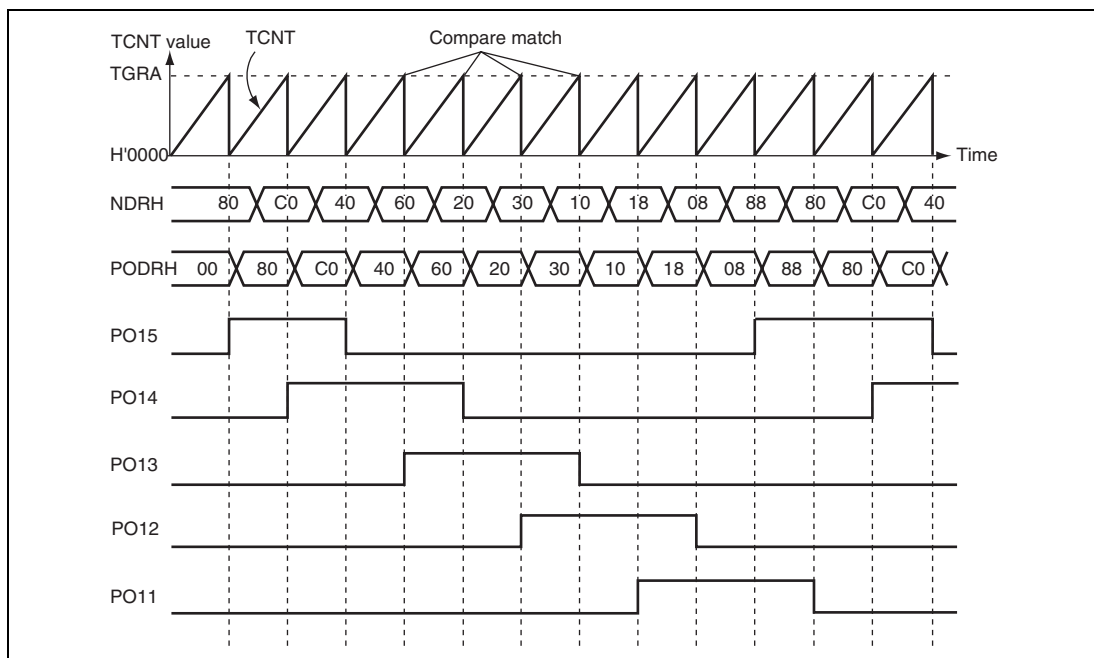 TCNT value TCNT Compare match
TGRA
H'0000 Time
NDRH 80 C0 40 60 20 30 10 18 08 88 80 C0 40
PODRH 00 80 C0 40 60 20 30 10 18 08 88 80 C0
PO15
PO14
PO13
PO12
PO11